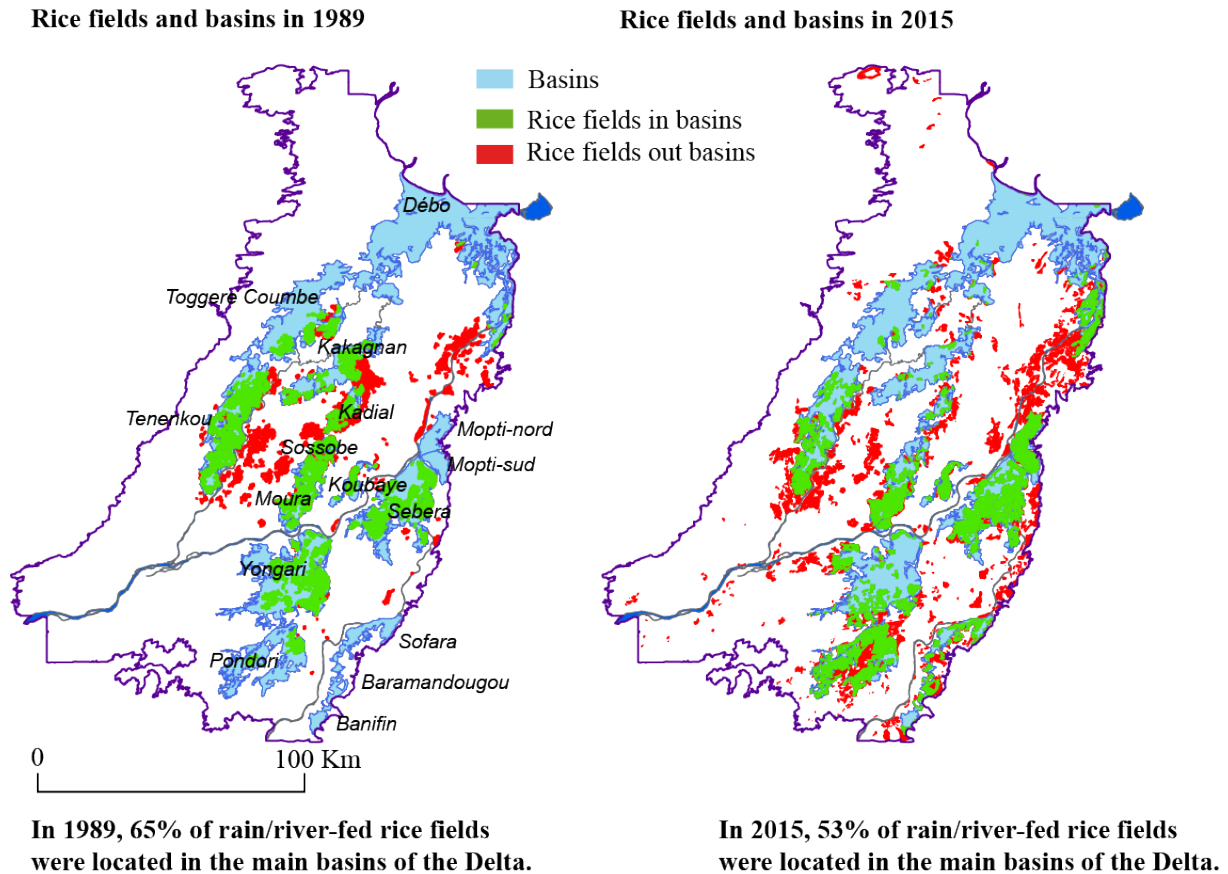 Rice fields and basins in 1989
Rice fields and basins in 2015
Basins
Rice fields in basins
Rice fields out basins
Débo
Toggere Coumbe
Kakagnan
Tenenkou
Kadial
Mopti-nord
Sossobe
Mopti-sud
Koubaye
Moura
Sebera
Yongari
Sofara
Pondori
Baramandougou
Banifin
0
100 Km
In 1989, 65% of rain/river-fed rice fields
were located in the main basins of the Delta.
In 2015, 53% of rain/river-fed rice fields
were located in the main basins of the Delta.